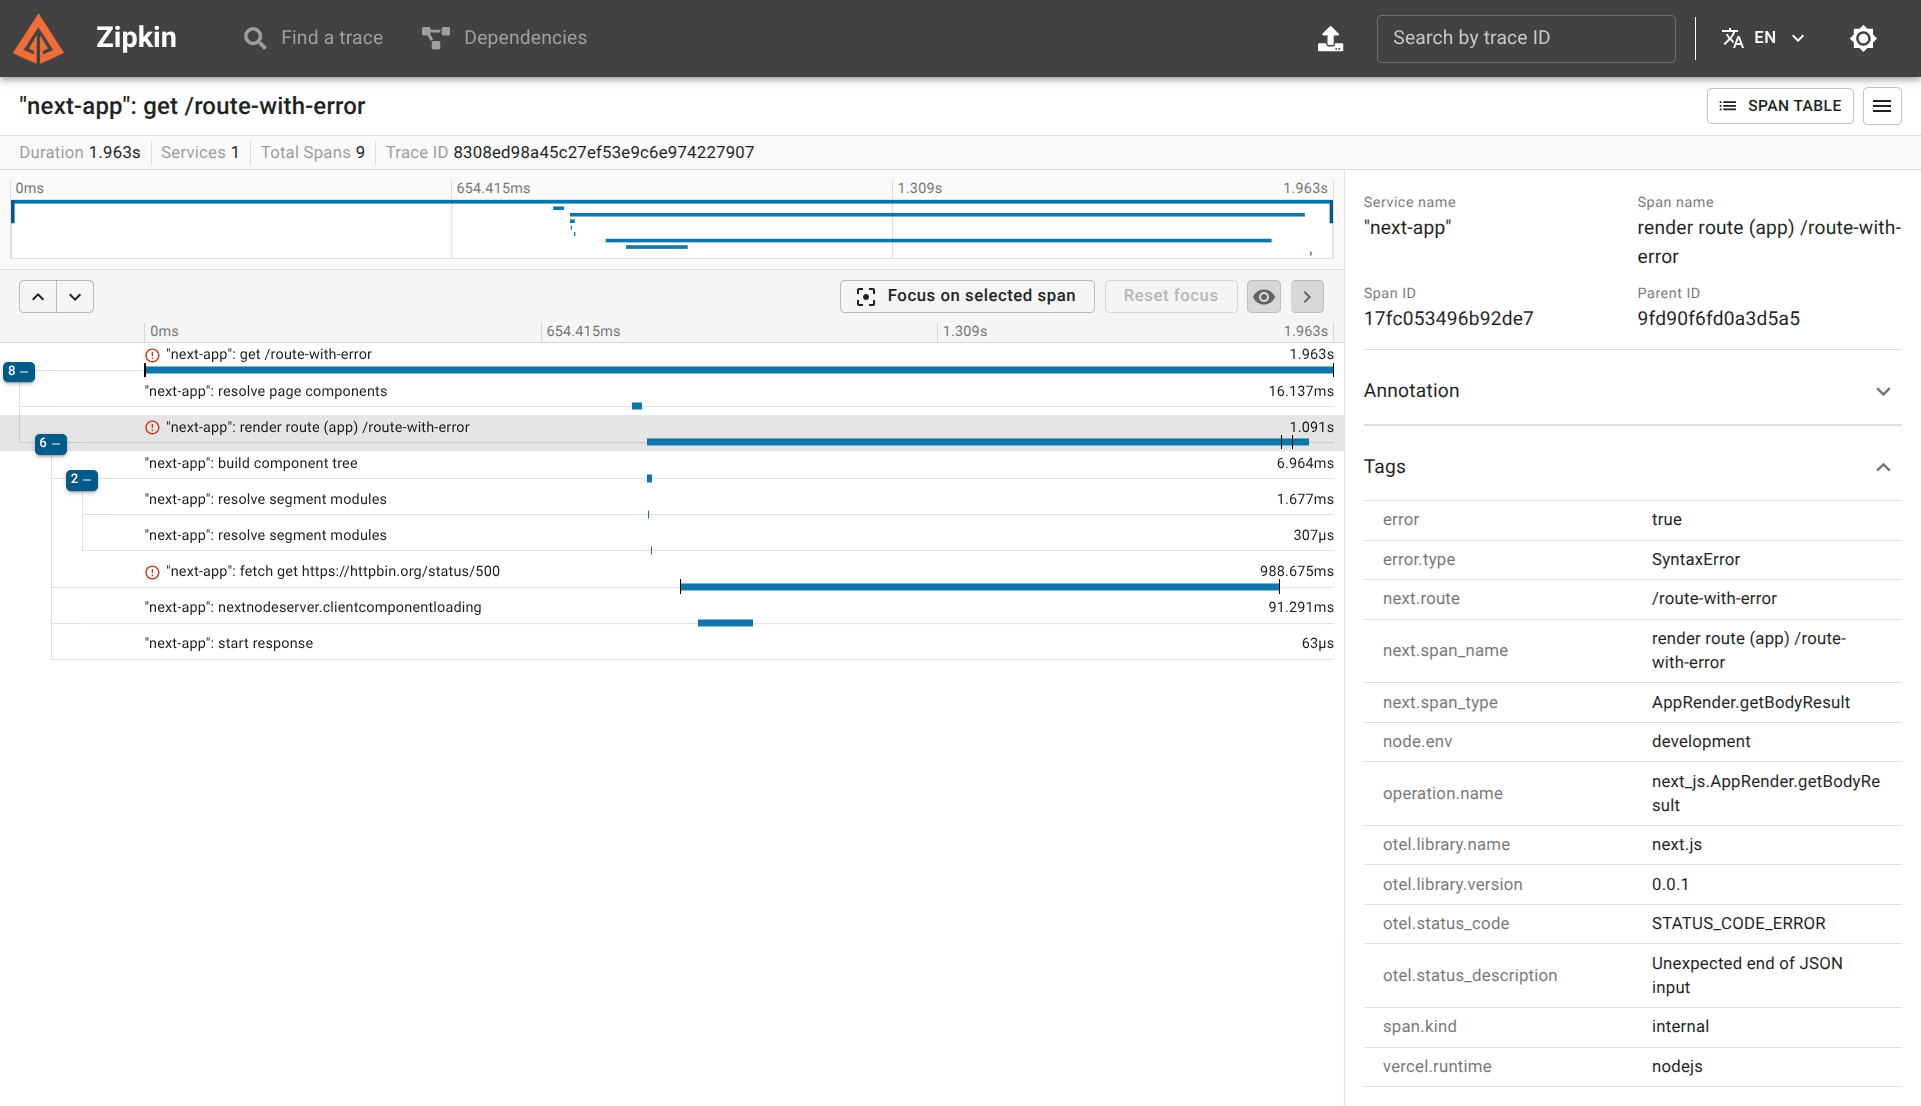 Zipkin
Find a trace
Dependencies
Search by trace ID
EN
"next-app": get /route-with-error
SPAN TABLE
Duration 1.963s
Services 1
Total Spans 9
Trace ID 8308ed98a45c27ef53e9c6e974227907
0ms 654.415ms 1.309s 1.963s
Focus on selected span
Reset focus
0ms 654.415ms 1.309s 1.963s
"next-app": get /route-with-error 1.963s
8 –
"next-app": resolve page components 16.137ms
"next-app": render route (app) /route-with-error 1.091s
6 –
"next-app": build component tree 6.964ms
2 –
"next-app": resolve segment modules 1.677ms
"next-app": resolve segment modules 307μs
"next-app": fetch get https://httpbin.org/status/500 988.675ms
"next-app": nextnodeserver.clientcomponentloading 91.291ms
"next-app": start response 63μs
Service name
"next-app"
Span name
render route (app) /route-with-
error
Span ID
17fc053496b92de7
Parent ID
9fd90f6fd0a3d5a5
Annotation
Tags
error true
error.type SyntaxError
next.route /route-with-error
next.span_name render route (app) /route-
with-error
next.span_type AppRender.getBodyResult
node.env development
operation.name next_js.AppRender.getBodyRe
sult
otel.library.name next.js
otel.library.version 0.0.1
otel.status_code STATUS_CODE_ERROR
otel.status_description Unexpected end of JSON
input
span.kind internal
vercel.runtime nodejs